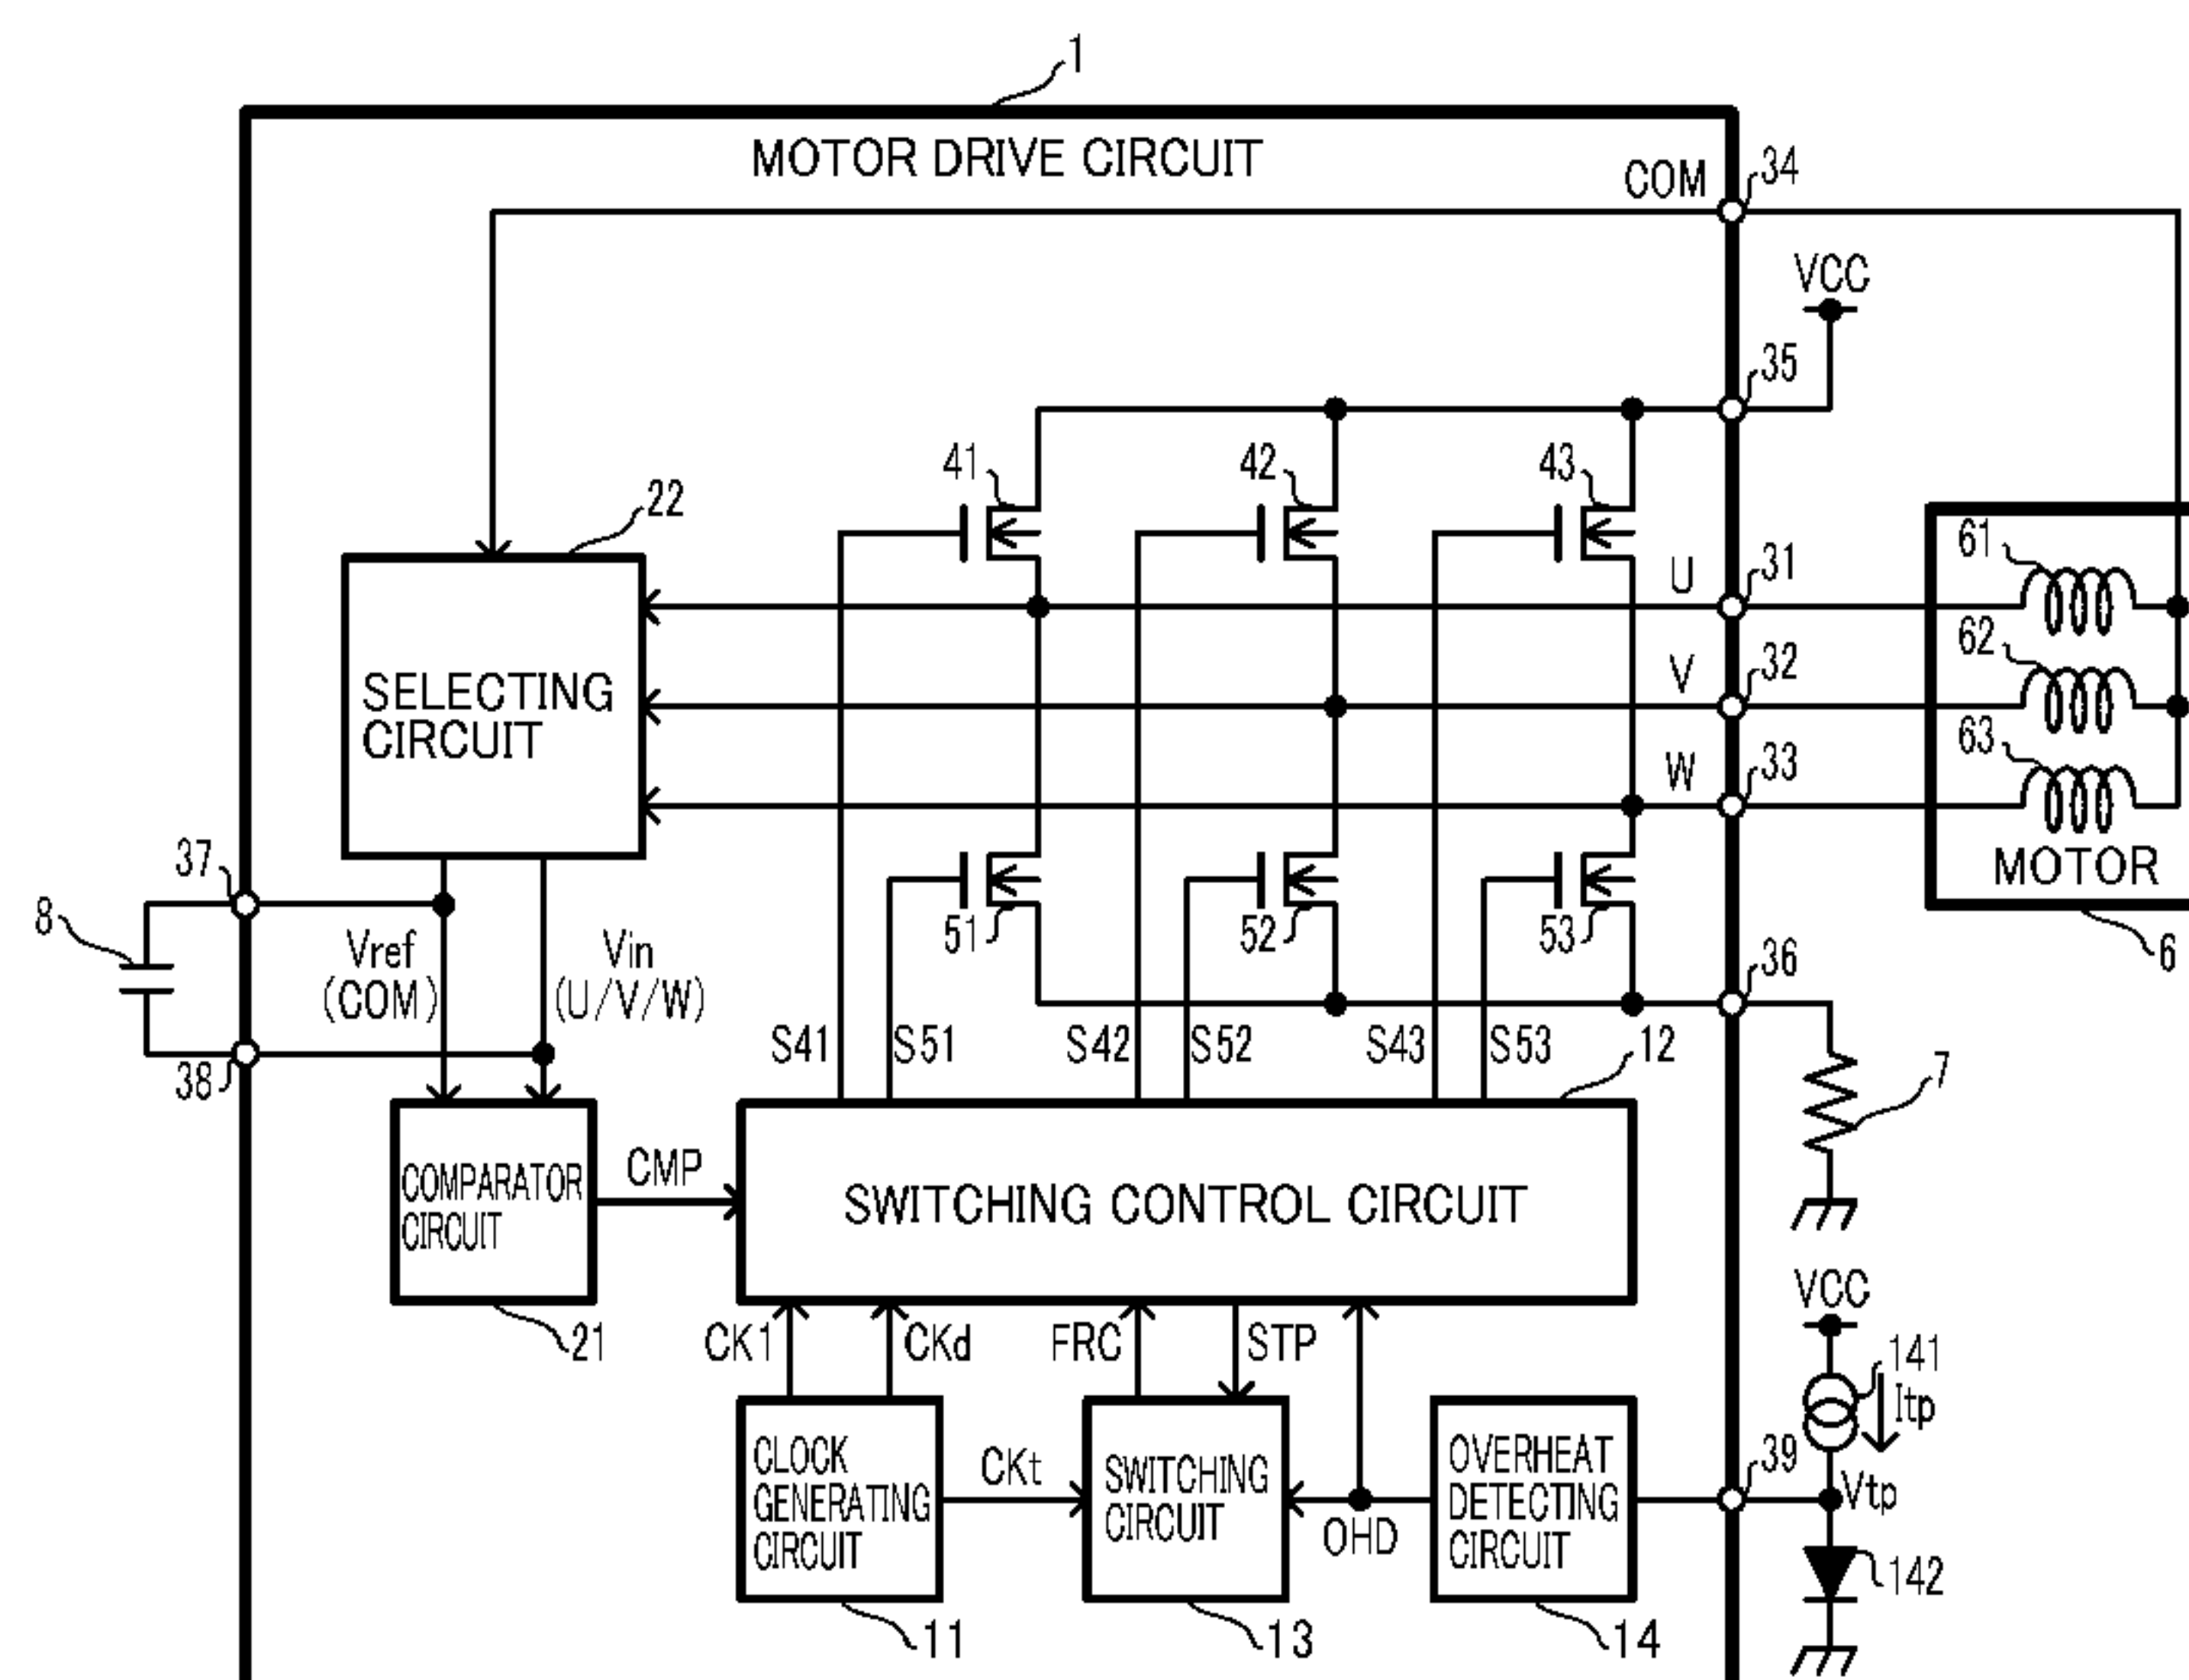 1
MOTOR DRIVE CIRCUIT
COM
34
VCC
35
41
42
43
22
U
31
61
SELECTING
CIRCUIT
V
32
62
W
33
63
MOTOR
6
37
8
Vref
(COM)
Vin
(U/V/W)
38
51
52
53
36
S41
S51
S42
S52
S43
S53
12
7
COMPARATOR
CIRCUIT
CMP
SWITCHING CONTROL CIRCUIT
21
CK1
CKd
FRC
STP
VCC
141
Itp
CLOCK
GENERATING
CIRCUIT
CKt
SWITCHING
CIRCUIT
OHD
OVERHEAT
DETECTING
CIRCUIT
39
Vtp
142
11
13
14